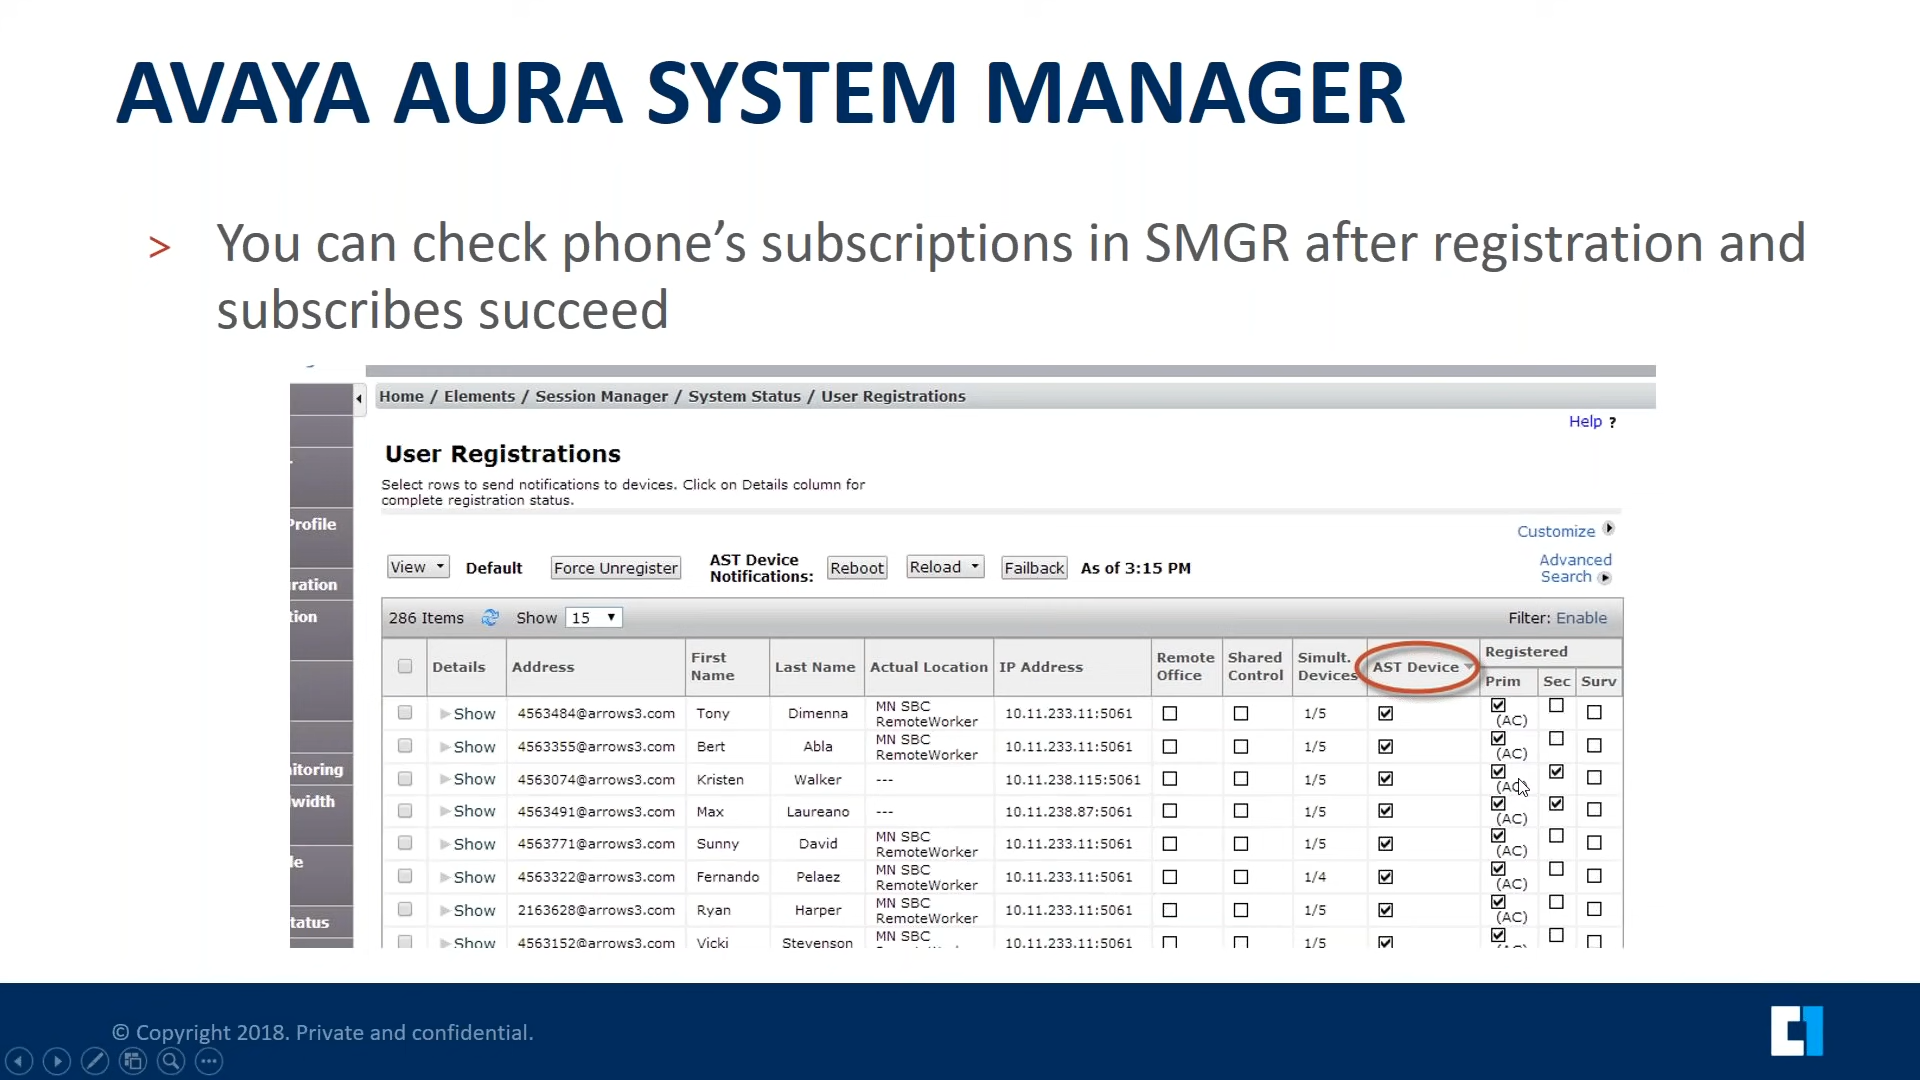 AVAYA AURA SYSTEM MANAGER
> You can check phone's subscriptions in SMGR after registration and
subscribes succeed
Home / Elements / Session Manager / System Status / User Registrations
Help ?
User Registrations
Select rows to send notifications to devices. Click on Details column for
complete registration status.
Customize
Advanced
Search
View Default Force Unregister AST Device Notifications: Reboot Reload Failback As of 3:15 PM
286 Items Show 15 Filter: Enable
Details Address First Name Last Name Actual Location IP Address Remote Office Shared Control Simult. Devices AST Device Registered
Prim Sec Surv
Show 4563484@arrows3.com Tony Dimenna MN SBC RemoteWorker 10.11.233.11:5061 1/5 (AC)
Show 4563355@arrows3.com Bert Abla MN SBC RemoteWorker 10.11.233.11:5061 1/5 (AC)
Show 4563074@arrows3.com Kristen Walker --- 10.11.238.115:5061 1/5
Show 4563491@arrows3.com Max Laureano --- 10.11.238.87:5061 1/5 (AC)
Show 4563771@arrows3.com Sunny David MN SBC RemoteWorker 10.11.233.11:5061 1/5 (AC)
Show 4563322@arrows3.com Fernando Pelaez MN SBC RemoteWorker 10.11.233.11:5061 1/4 (AC)
Show 2163628@arrows3.com Ryan Harper MN SBC RemoteWorker 10.11.233.11:5061 1/5 (AC)
Show 4563152@arrows3.com Vicki Stevenson MN SBC 10.11.233.11:5061 1/5
Profile
uration
tion
itoring
dwidth
le
tatus
© Copyright 2018. Private and confidential.